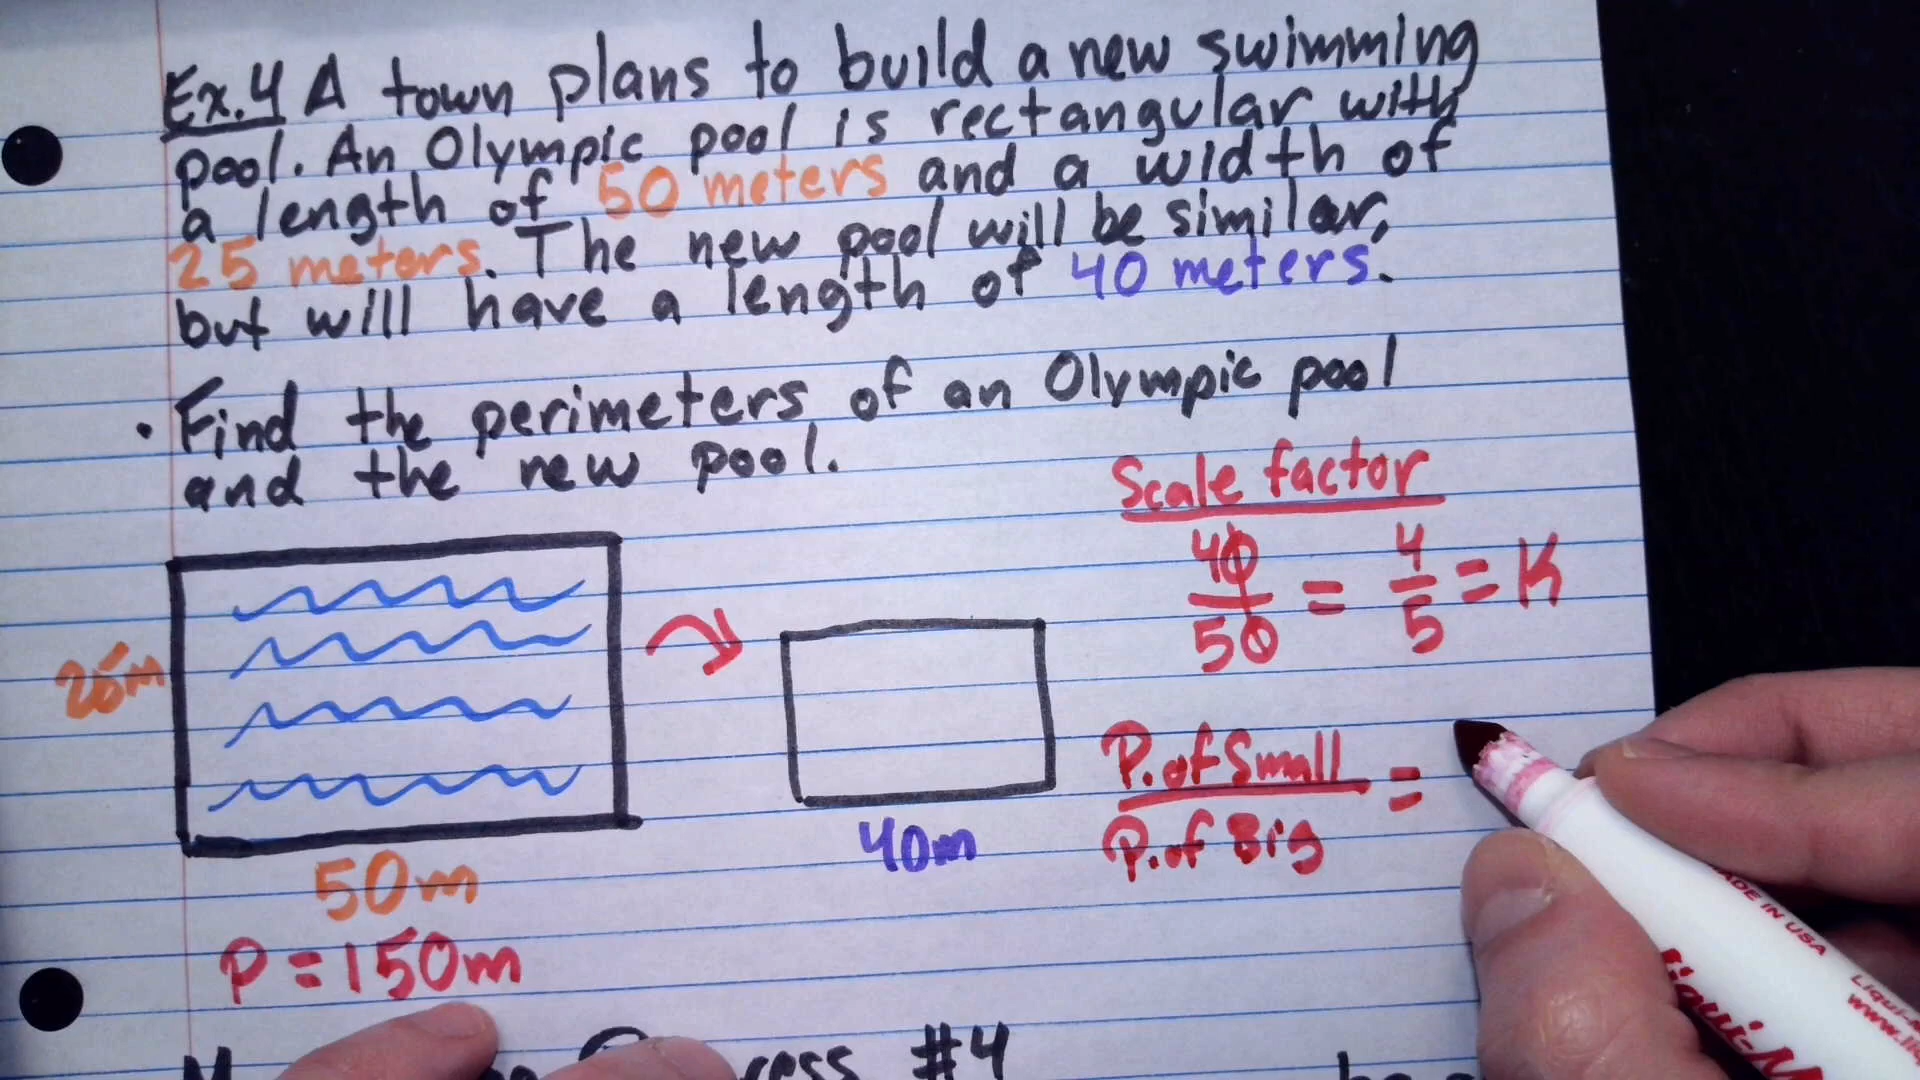 Ex.4 A town plans to build a new swimming
pool. An Olympic pool is rectangular with
a length of 50 meters and a width of
25 meters. The new pool will be similar,
but will have a length of 40 meters.
• Find the perimeters of an Olympic pool
and the new pool.
Scale factor
40/50 = 4/5 = K
25m
50m
P = 150m
40m
P. of Small
P. of Big
=
#4
MADE IN USA